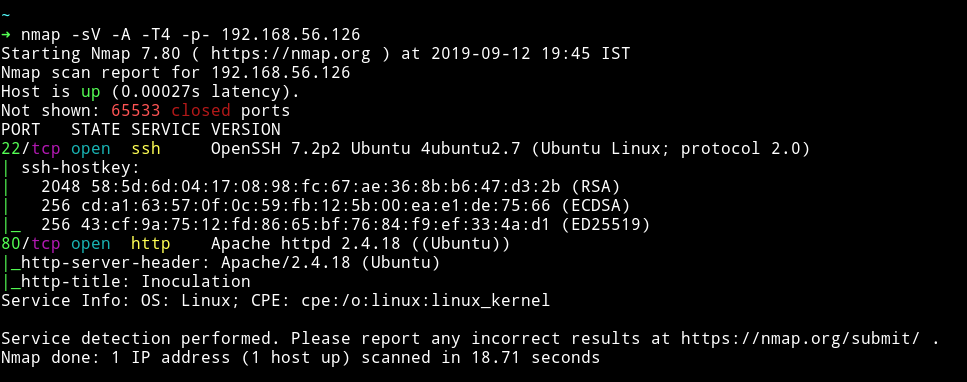 ~
➜ nmap -sV -A -T4 -p- 192.168.56.126
Starting Nmap 7.80 ( https://nmap.org ) at 2019-09-12 19:45 IST
Nmap scan report for 192.168.56.126
Host is up (0.00027s latency).
Not shown: 65533 closed ports
PORT   STATE SERVICE VERSION
22/tcp open  ssh     OpenSSH 7.2p2 Ubuntu 4ubuntu2.7 (Ubuntu Linux; protocol 2.0)
| ssh-hostkey:
|   2048 58:5d:6d:04:17:08:98:fc:67:ae:36:8b:b6:47:d3:2b (RSA)
|   256 cd:a1:63:57:0f:0c:59:fb:12:5b:00:ea:e1:de:75:66 (ECDSA)
|_  256 43:cf:9a:75:12:fd:86:65:bf:76:84:f9:ef:33:4a:d1 (ED25519)
80/tcp open  http    Apache httpd 2.4.18 ((Ubuntu))
|_http-server-header: Apache/2.4.18 (Ubuntu)
|_http-title: Inoculation
Service Info: OS: Linux; CPE: cpe:/o:linux:linux_kernel

Service detection performed. Please report any incorrect results at https://nmap.org/submit/ .
Nmap done: 1 IP address (1 host up) scanned in 18.71 seconds